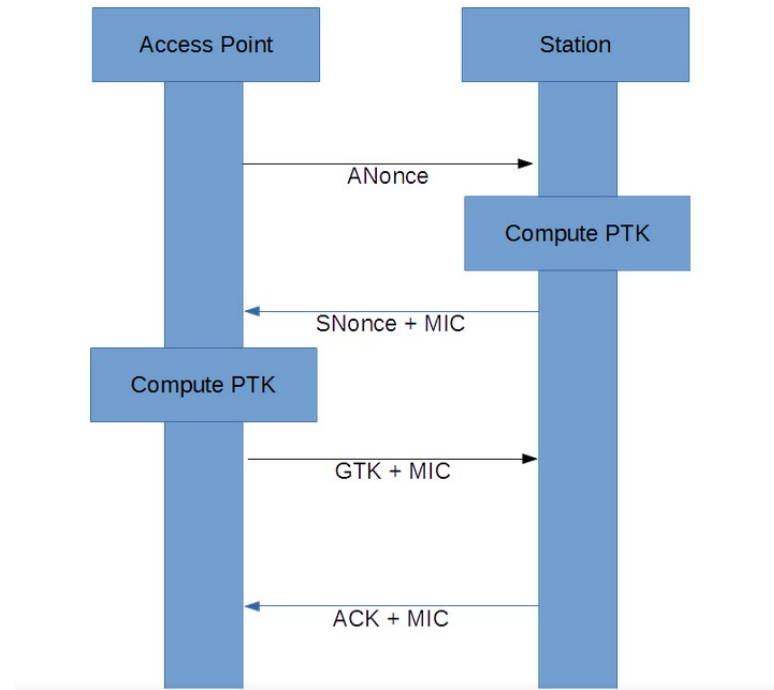 Access Point
Station
ANonce
Compute PTK
SNonce + MIC
Compute PTK
GTK + MIC
ACK + MIC